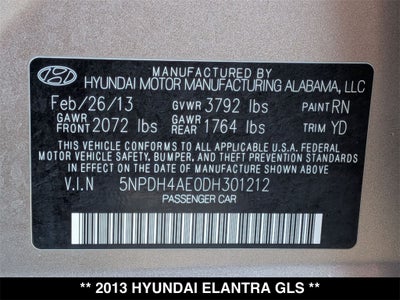 MANUFACTURED BY
HYUNDAI MOTOR MANUFACTURING ALABAMA, LLC
Feb/26/13 GVWR 3792 lbs PAINT RN
GAWR FRONT 2072 lbs GAWR REAR 1764 lbs TRIM YD
THIS VEHICLE CONFORMS TO ALL APPLICABLE U.S.A. FEDERAL
MOTOR VEHICLE SAFETY, BUMPER, AND THEFT PREVENTION STANDARDS
IN EFFECT ON THE DATE OF MANUFACTURE SHOWN ABOVE.
V.I.N 5NPDH4AE0DH301212
PASSENGER CAR
** 2013 HYUNDAI ELANTRA GLS **